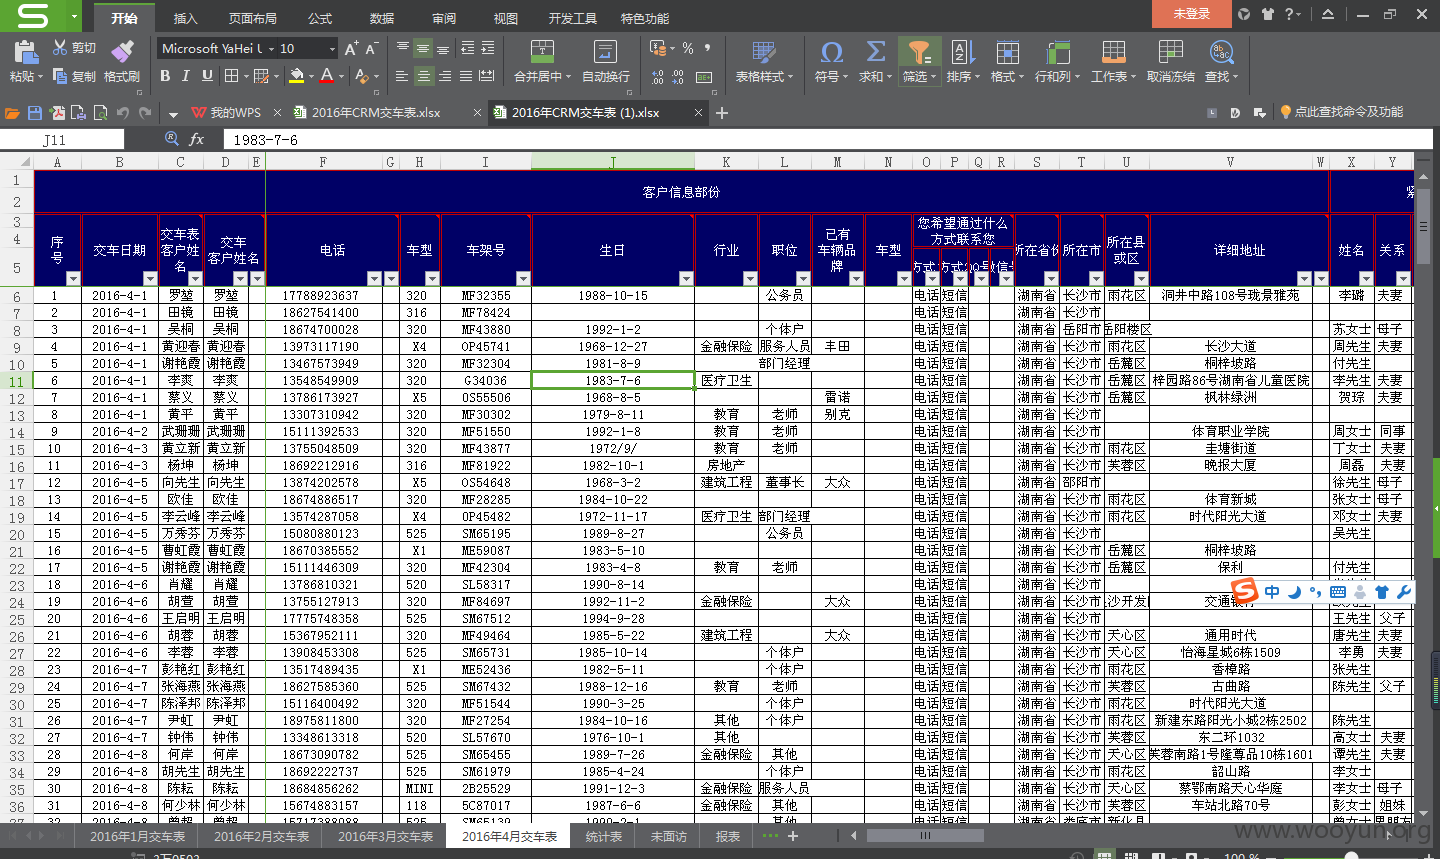 开始 插入 页面布局 公式 数据 审阅 视图 开发工具 特色功能 未登录
粘贴 剪切 复制 格式刷 Microsoft YaHei U 10 合并居中 自动换行 表格样式 符号 求和 筛选 排序 格式 行和列 工作表 取消冻结 查找
我的WPS 2016年CRM交车表.xlsx 2016年CRM交车表 (1).xlsx 点此查找命令及功能
J11 fx 1983-7-6
A B C D E F G H I J K L M N O P Q R S T U V W X Y
1
2 客户信息部份
3
4
5
序号 交车日期 交车表客户姓名 交车客户姓名 电话 车型 车架号 生日 行业 职位 已有车辆品牌 车型 您希望通过什么方式联系您 所在省份 所在市 所在县或区 详细地址 姓名 关系
6 1 2016-4-1 罗堃 罗堃 17788923637 320 MF32355 1988-10-15 公务员 电话 短信 湖南省 长沙市 雨花区 洞井中路108号珑景雅苑 李璐 夫妻
7 2 2016-4-1 田镜 田镜 18627541400 316 MF78424 电话 短信 湖南省 长沙市
8 3 2016-4-1 吴桐 吴桐 18674700028 320 MF43880 1992-1-2 个体户 电话 短信 湖南省 岳阳市 岳阳楼区 苏女士 母子
9 4 2016-4-1 黄迎春 黄迎春 13973117190 X4 OP45741 1968-12-27 金融保险 服务人员 丰田 电话 短信 湖南省 长沙市 雨花区 长沙大道 周先生 夫妻
10 5 2016-4-1 谢艳霞 谢艳霞 13467573949 320 MF32304 1981-8-9 部门经理 电话 短信 湖南省 长沙市 岳麓区 桐梓坡路 付先生
11 6 2016-4-1 李爽 李爽 13548549909 320 G34036 1983-7-6 医疗卫生 电话 短信 湖南省 长沙市 岳麓区 梓园路86号湖南省儿童医院 李先生 夫妻
12 7 2016-4-1 蔡义 蔡义 13786173927 X5 OS55506 1968-8-5 雷诺 电话 短信 湖南省 长沙市 岳麓区 枫林绿洲 贺琮 夫妻
13 8 2016-4-1 黄平 黄平 13307310942 320 MF30302 1979-8-11 教育 老师 别克 电话 短信 湖南省 长沙市
14 9 2016-4-2 武珊珊 武珊珊 15111392533 320 MF51550 1992-1-8 教育 老师 电话 短信 湖南省 长沙市 体育职业学院 周女士 同事
15 10 2016-4-3 黄立新 黄立新 13755048509 320 MF43877 1972/9/ 教育 老师 电话 短信 湖南省 长沙市 雨花区 圭塘街道 丁女士 夫妻
16 11 2016-4-3 杨坤 杨坤 18692212916 316 MF81922 1982-10-1 房地产 电话 短信 湖南省 长沙市 芙蓉区 晚报大厦 周磊 夫妻
17 12 2016-4-5 向先生 向先生 13874202578 X5 OS54648 1968-3-2 建筑工程 董事长 大众 电话 短信 湖南省 邵阳市 徐先生 母子
18 13 2016-4-5 欧佳 欧佳 18674886517 320 MF28285 1984-10-22 电话 短信 湖南省 长沙市 雨花区 体育新城 张女士 母子
19 14 2016-4-5 李云峰 李云峰 13574287058 X4 OP45482 1972-11-17 医疗卫生 部门经理 电话 短信 湖南省 长沙市 雨花区 时代阳光大道 邓女士 夫妻
20 15 2016-4-5 万秀芬 万秀芬 15080880123 525 SM65195 1989-8-27 公务员 电话 短信 湖南省 长沙市 吴先生
21 16 2016-4-5 曹虹霞 曹虹霞 18670385552 X1 ME59087 1983-5-10 电话 短信 湖南省 长沙市 岳麓区 桐梓坡路
22 17 2016-4-5 谢艳霞 谢艳霞 15111446309 320 MF42304 1983-4-8 教育 老师 电话 短信 湖南省 长沙市 岳麓区 保利 付先生
23 18 2016-4-6 肖耀 肖耀 13786810321 520 SL58317 1990-8-14 电话 短信 湖南省 长沙市
24 19 2016-4-6 胡萱 胡萱 13755127913 320 MF84697 1992-11-2 金融保险 大众 电话 短信 湖南省 长沙市
25 20 2016-4-6 王启明 王启明 17775748358 525 SM67512 1994-9-28 电话 短信 湖南省 长沙市 王先生 父子
26 21 2016-4-6 胡蓉 胡蓉 15367952111 320 MF49464 1985-5-22 建筑工程 大众 电话 短信 湖南省 长沙市 天心区 通用时代 唐先生 夫妻
27 22 2016-4-6 李蓉 李蓉 13908453308 525 SM65731 1985-10-14 个体户 电话 短信 湖南省 长沙市 天心区 怡海星城6栋1509 李勇 夫妻
28 23 2016-4-7 彭艳红 彭艳红 13517489435 X1 ME52436 1982-5-11 个体户 电话 短信 湖南省 长沙市 雨花区 香樟路 张先生
29 24 2016-4-7 张海燕 张海燕 18627585360 525 SM67432 1988-12-16 教育 老师 电话 短信 湖南省 长沙市 芙蓉区 古曲路 陈先生 父子
30 25 2016-4-7 陈泽邦 陈泽邦 15116400492 320 MF51544 1990-3-25 个体户 电话 短信 湖南省 长沙市 雨花区 时代阳光大道
31 26 2016-4-7 尹虹 尹虹 18975811800 320 MF27254 1984-10-16 其他 个体户 电话 短信 湖南省 长沙市 雨花区 新建东路阳光小城2栋2502 陈先生
32 27 2016-4-7 钟伟 钟伟 13348613318 520 SL57670 1976-10-1 其他 电话 短信 湖南省 长沙市 芙蓉区 东二环1032 高女士 夫妻
33 28 2016-4-8 何岸 何岸 18673090782 525 SM65455 1989-7-26 金融保险 其他 电话 短信 湖南省 长沙市 天心区 芙蓉南路1号隆尊品10栋1601 谭先生 夫妻
34 29 2016-4-8 胡先生 胡先生 18692222737 525 SM61979 1985-4-24 个体户 电话 短信 湖南省 长沙市 雨花区 韶山路 李女士
35 30 2016-4-8 陈耘 陈耘 18684856262 MINI 2B25529 1991-12-3 金融保险 服务人员 电话 短信 湖南省 长沙市 天心区 蔡鄂南路天心华庭 李女士 母子
36 31 2016-4-8 何少林 何少林 15674883157 118 5C87017 1987-6-6 金融保险 其他 电话 短信 湖南省 长沙市 芙蓉区 车站北路70号 彭女士 姐妹
2016年1月交车表 2016年2月交车表 2016年3月交车表 2016年4月交车表 统计表 未面访 报表
www.wooyun.org
100 %